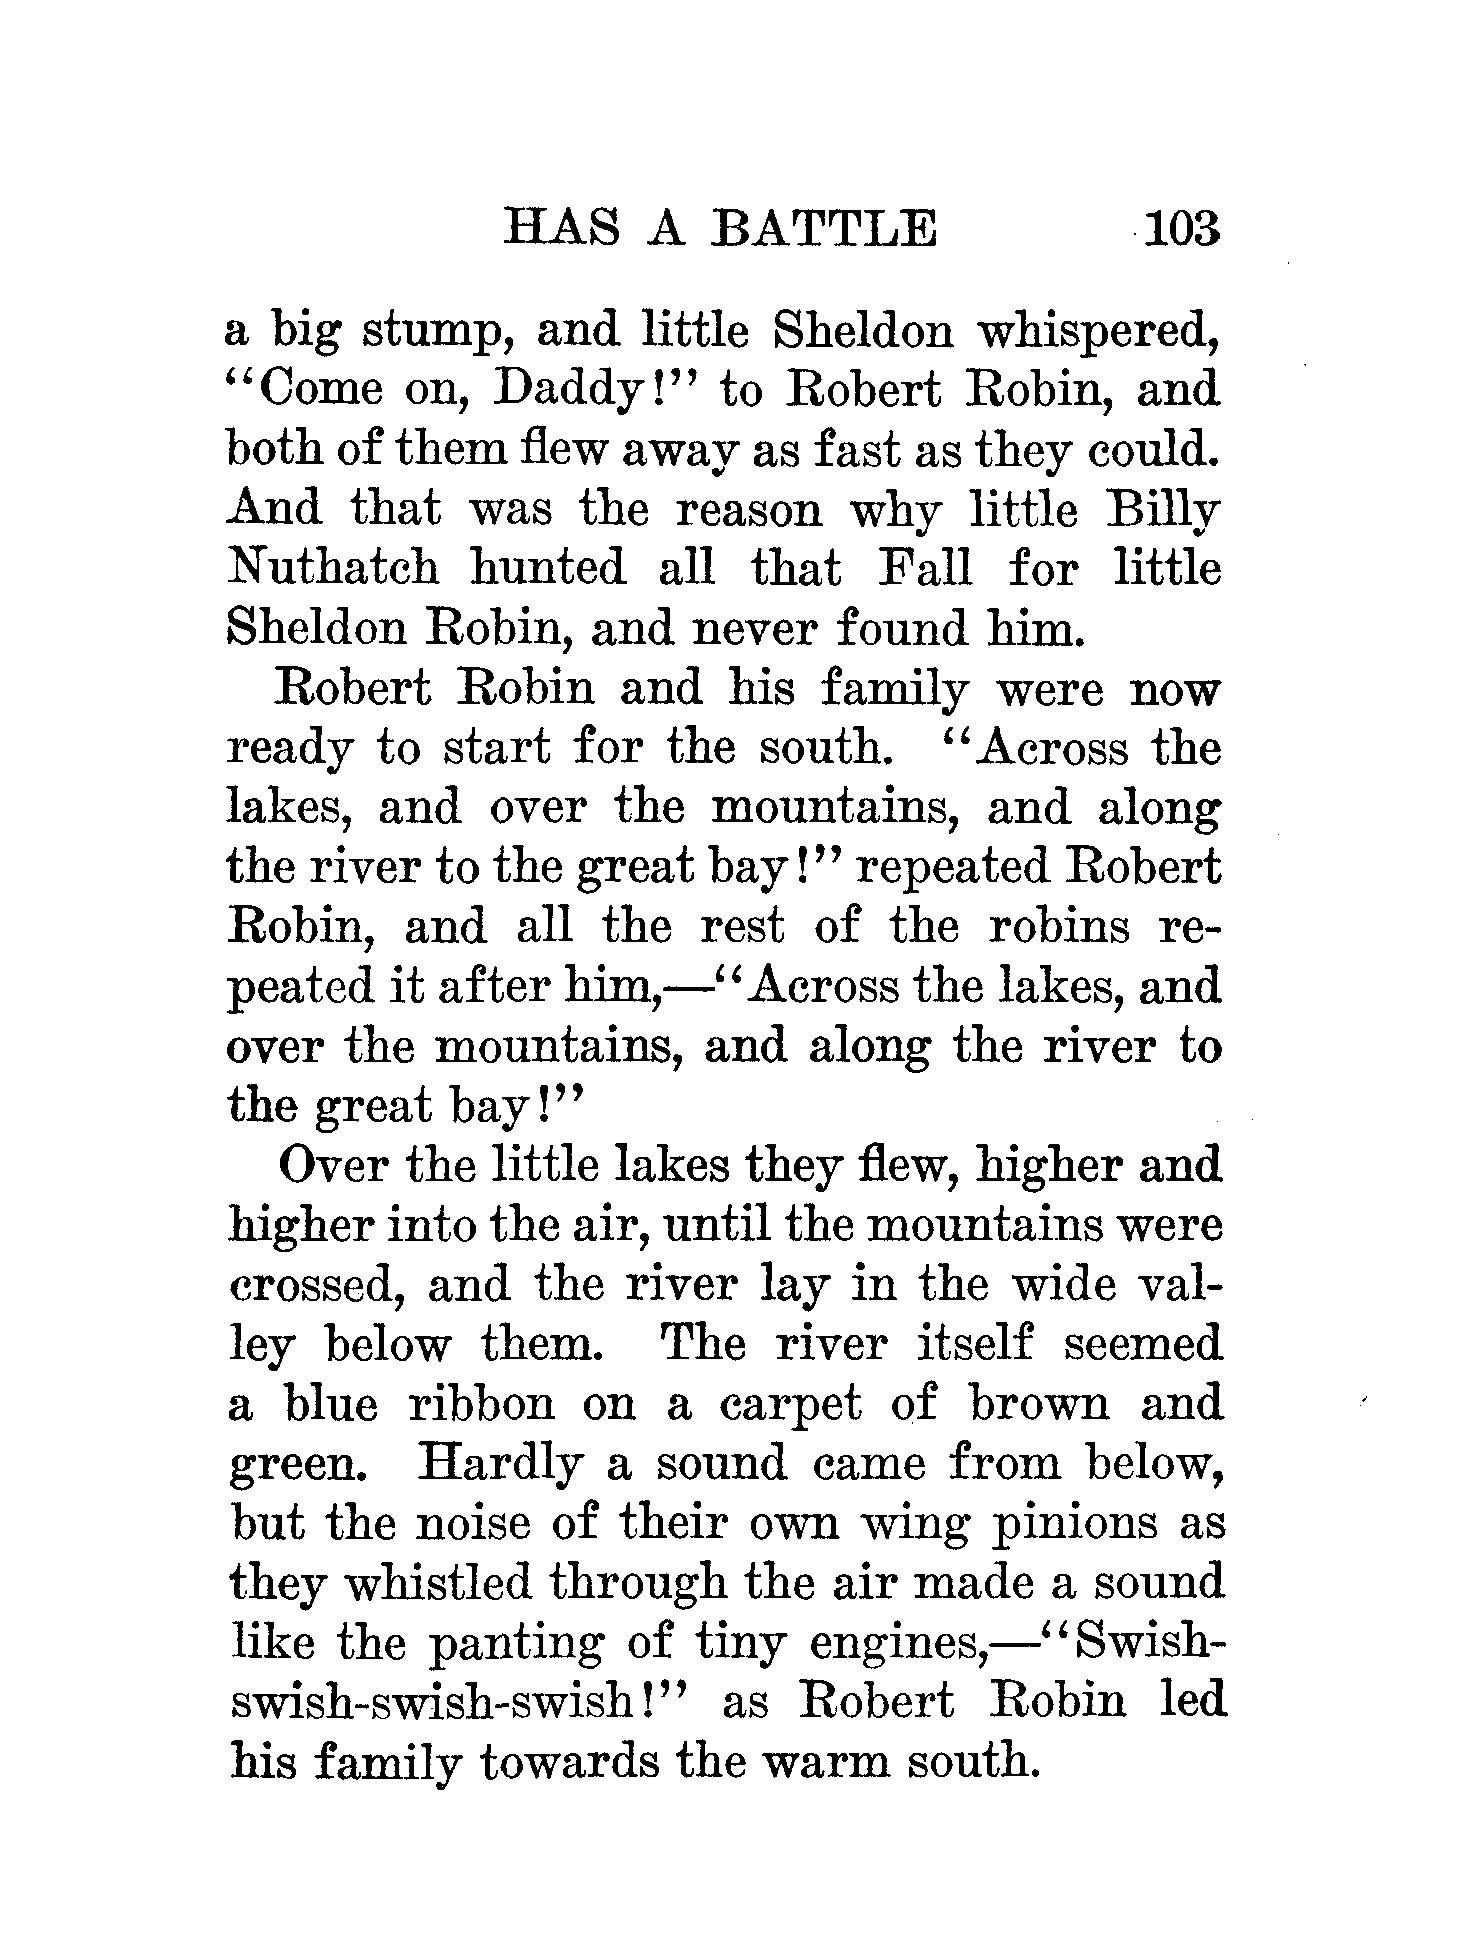 HAS A BATTLE 103
a big stump, and little Sheldon whispered,
“Come on, Daddy!” to Robert Robin, and
both of them flew away as fast as they could.
And that was the reason why little Billy
Nuthatch hunted all that Fall for little
Sheldon Robin, and never found him.
Robert Robin and his family were now
ready to start for the south. “Across the
lakes, and over the mountains, and along
the river to the great bay!” repeated Robert
Robin, and all the rest of the robins re-
peated it after him,—“Across the lakes, and
over the mountains, and along the river to
the great bay!”
Over the little lakes they flew, higher and
higher into the air, until the mountains were
crossed, and the river lay in the wide val-
ley below them. The river itself seemed
a blue ribbon on a carpet of brown and
green. Hardly a sound came from below,
but the noise of their own wing pinions as
they whistled through the air made a sound
like the panting of tiny engines,—“Swish-
swish-swish-swish!” as Robert Robin led
his family towards the warm south.